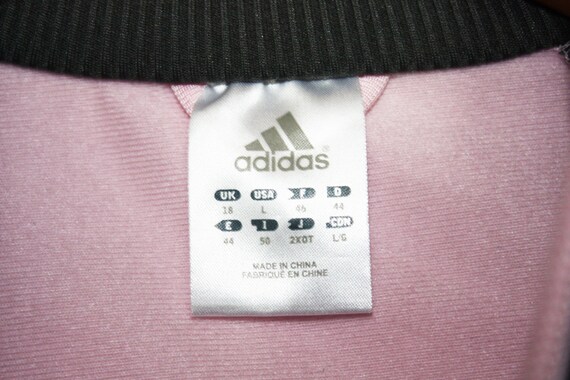 adidas
UK USA F D
18 L 46 44
E I J CDN
44 50 2XOT L/G
MADE IN CHINA
FABRIQUÉ EN CHINE